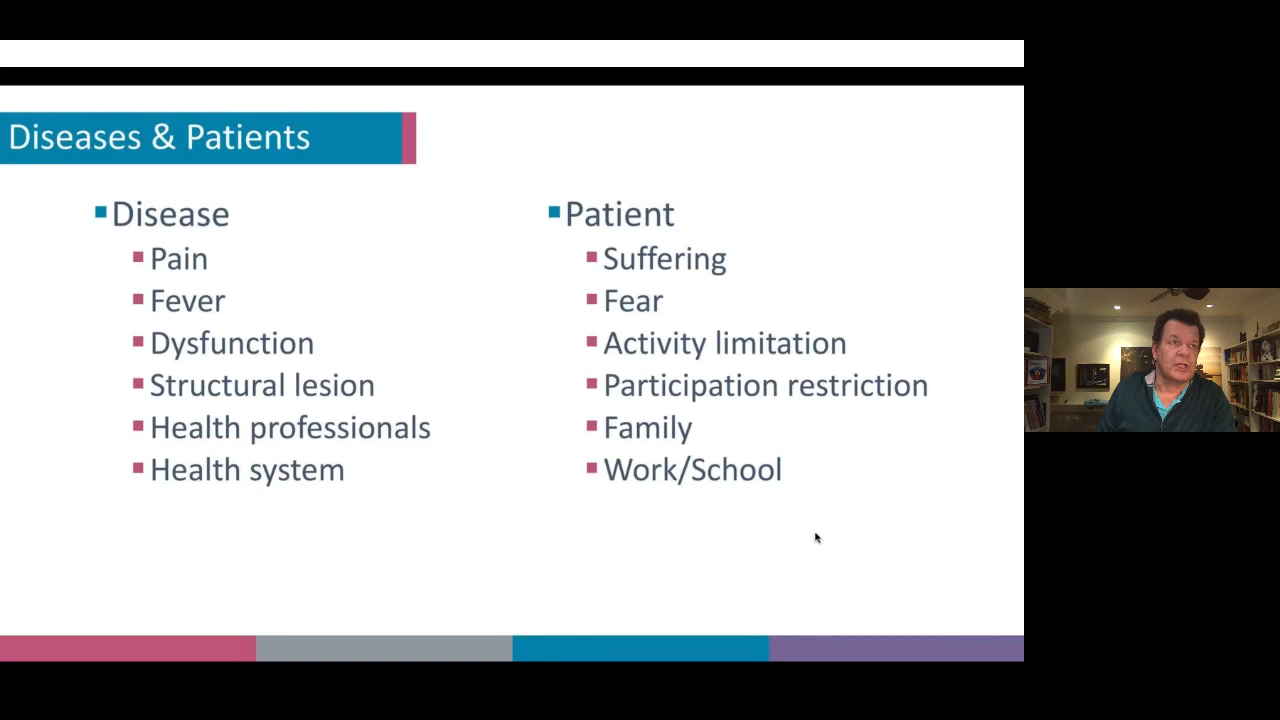 Diseases & Patients
Disease
Pain
Fever
Dysfunction
Structural lesion
Health professionals
Health system
Patient
Suffering
Fear
Activity limitation
Participation restriction
Family
Work/School